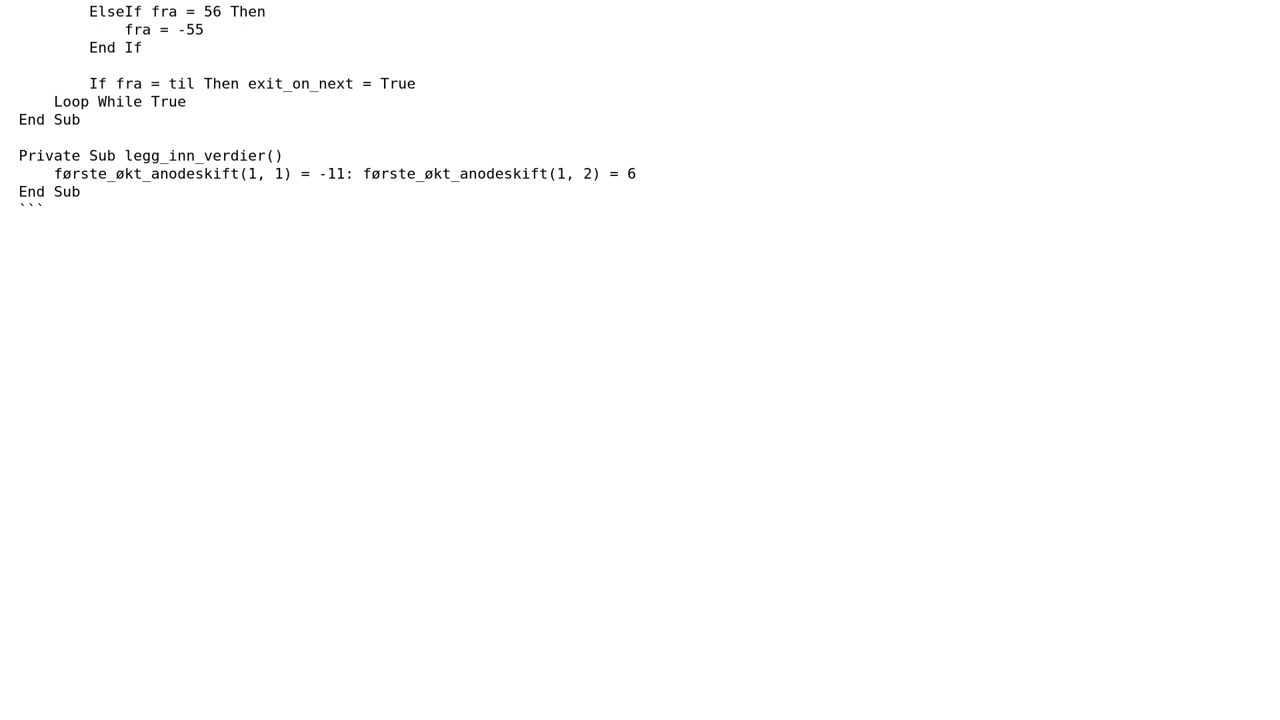 ElseIf fra = 56 Then
            fra = -55
        End If

        If fra = til Then exit_on_next = True
    Loop While True
End Sub

Private Sub legg_inn_verdier()
    første_økt_anodeskift(1, 1) = -11: første_økt_anodeskift(1, 2) = 6
End Sub
```